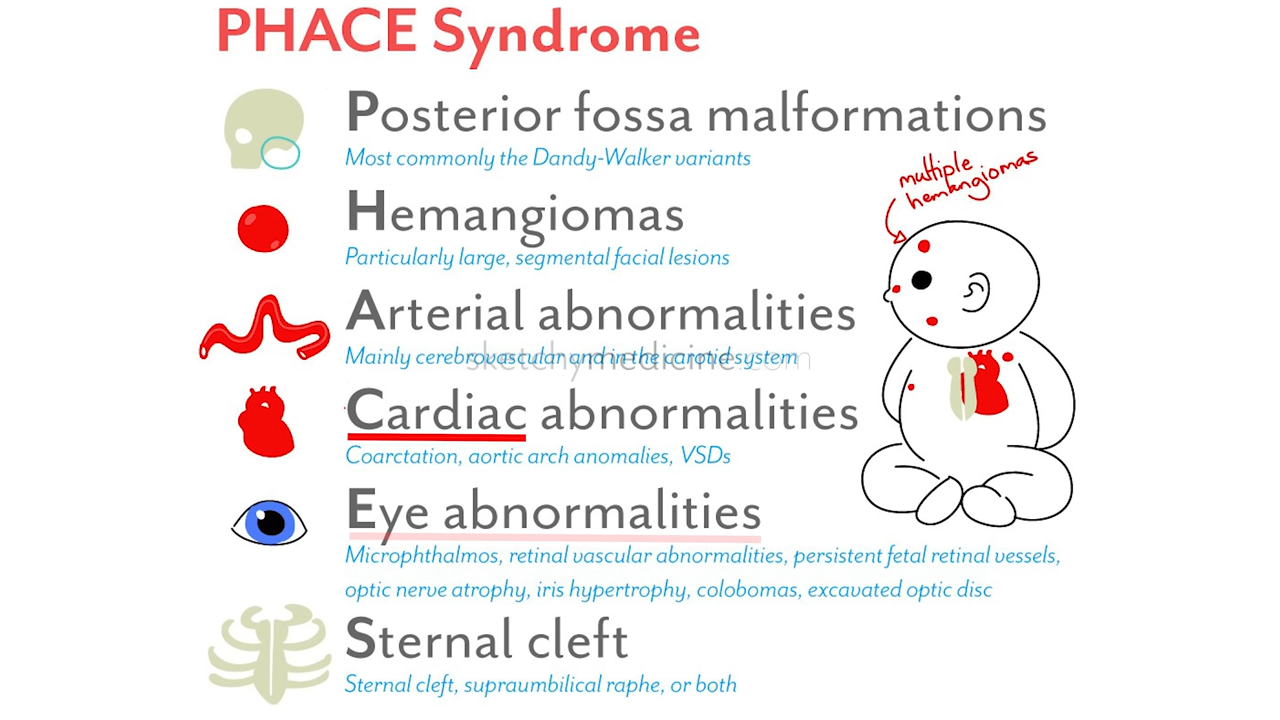 PHACE Syndrome
Posterior fossa malformations
Most commonly the Dandy-Walker variants
multiple
hemangiomas
Hemangiomas
Particularly large, segmental facial lesions
Arterial abnormalities
Mainly cerebrovascular and in the carotid system
sketchymedicine.com
Cardiac abnormalities
Coarctation, aortic arch anomalies, VSDs
Eye abnormalities
Microphthalmos, retinal vascular abnormalities, persistent fetal retinal vessels,
optic nerve atrophy, iris hypertrophy, colobomas, excavated optic disc
Sternal cleft
Sternal cleft, supraumbilical raphe, or both